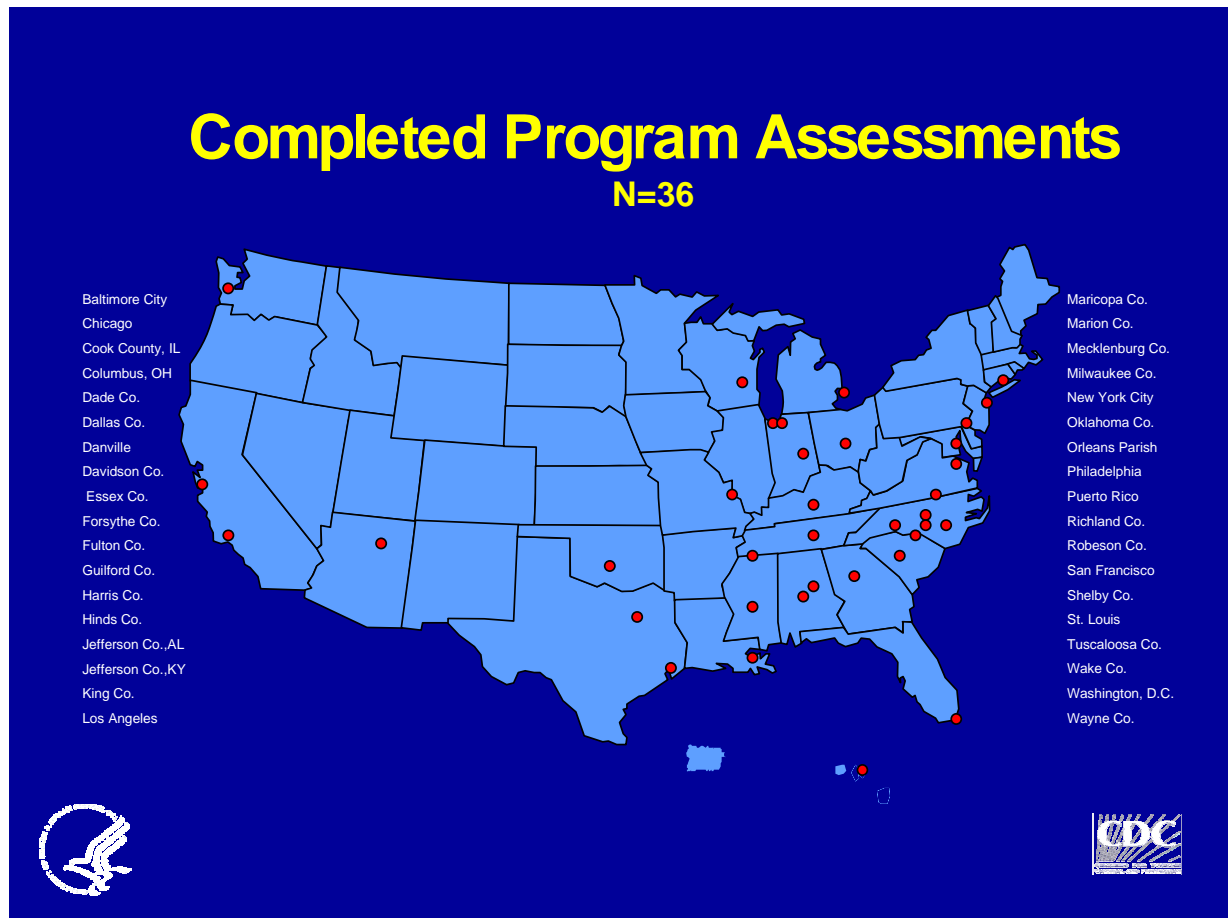 Completed Program Assessments
N=36
Baltimore City
Chicago
Cook County, IL
Columbus, OH
Dade Co.
Dallas Co.
Danville
Davidson Co.
Essex Co.
Forsythe Co.
Fulton Co.
Guilford Co.
Harris Co.
Hinds Co.
Jefferson Co.,AL
Jefferson Co.,KY
King Co.
Los Angeles
Maricopa Co.
Marion Co.
Mecklenburg Co.
Milwaukee Co.
New York City
Oklahoma Co.
Orleans Parish
Philadelphia
Puerto Rico
Richland Co.
Robeson Co.
San Francisco
Shelby Co.
St. Louis
Tuscaloosa Co.
Wake Co.
Washington, D.C.
Wayne Co.
CDC